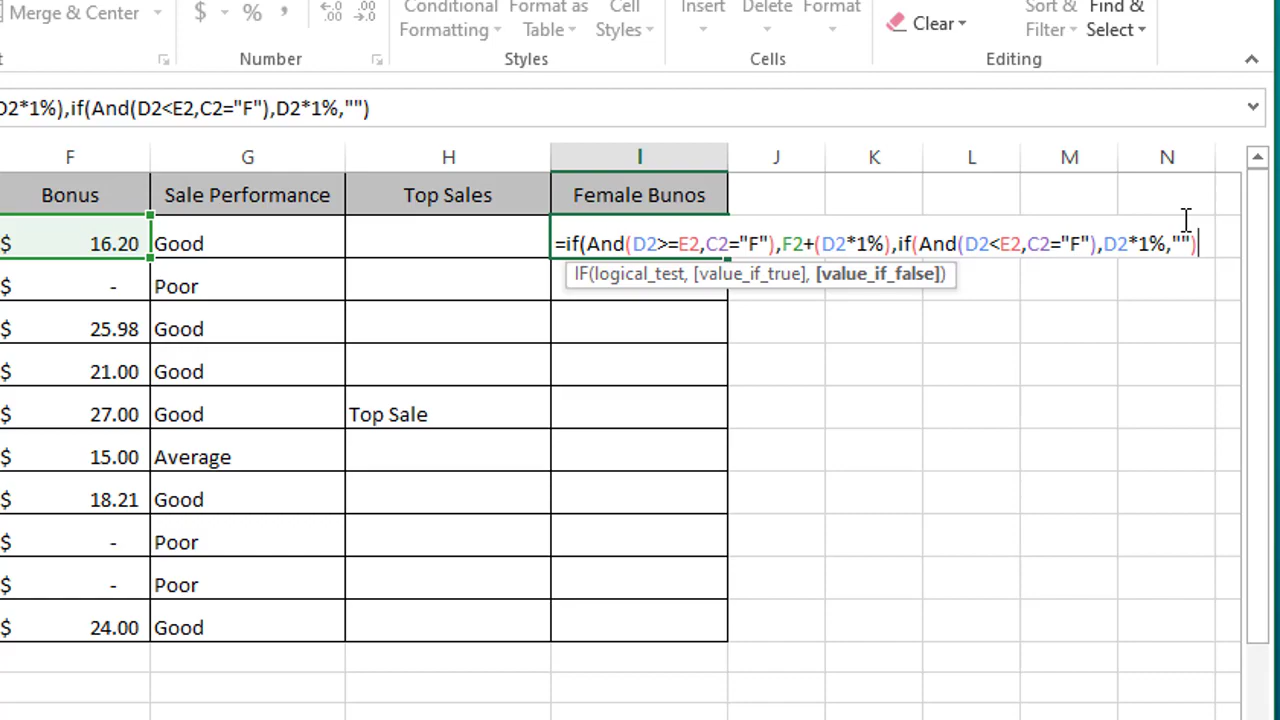 Merge & Center $ % , Conditional Format as Cell Insert Delete Format Clear Sort & Find &
Formatting Table Styles Filter Select
Number Styles Cells Editing
D2*1%),if(And(D2<E2,C2="F"),D2*1%,"")
F G H I J K L M N
Bonus Sale Performance Top Sales Female Bunos
$ 16.20 Good =if(And(D2>=E2,C2="F"),F2+(D2*1%),if(And(D2<E2,C2="F"),D2*1%,"")
IF(logical_test, [value_if_true], [value_if_false])
$ - Poor
$ 25.98 Good
$ 21.00 Good
$ 27.00 Good Top Sale
$ 15.00 Average
$ 18.21 Good
$ - Poor
$ - Poor
$ 24.00 Good